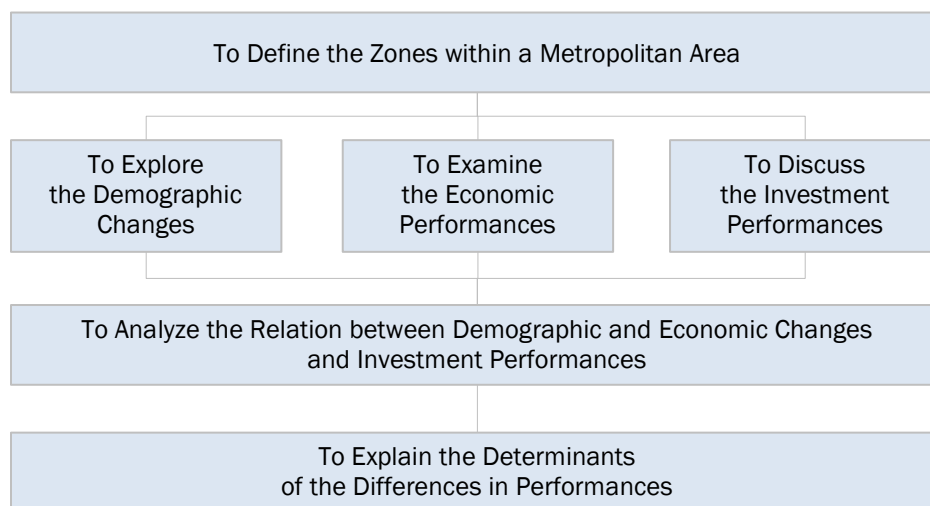 To Define the Zones within a Metropolitan Area
To Explore
the Demographic
Changes
To Examine
the Economic
Performances
To Discuss
the Investment
Performances
To Analyze the Relation between Demographic and Economic Changes
and Investment Performances
To Explain the Determinants
of the Differences in Performances